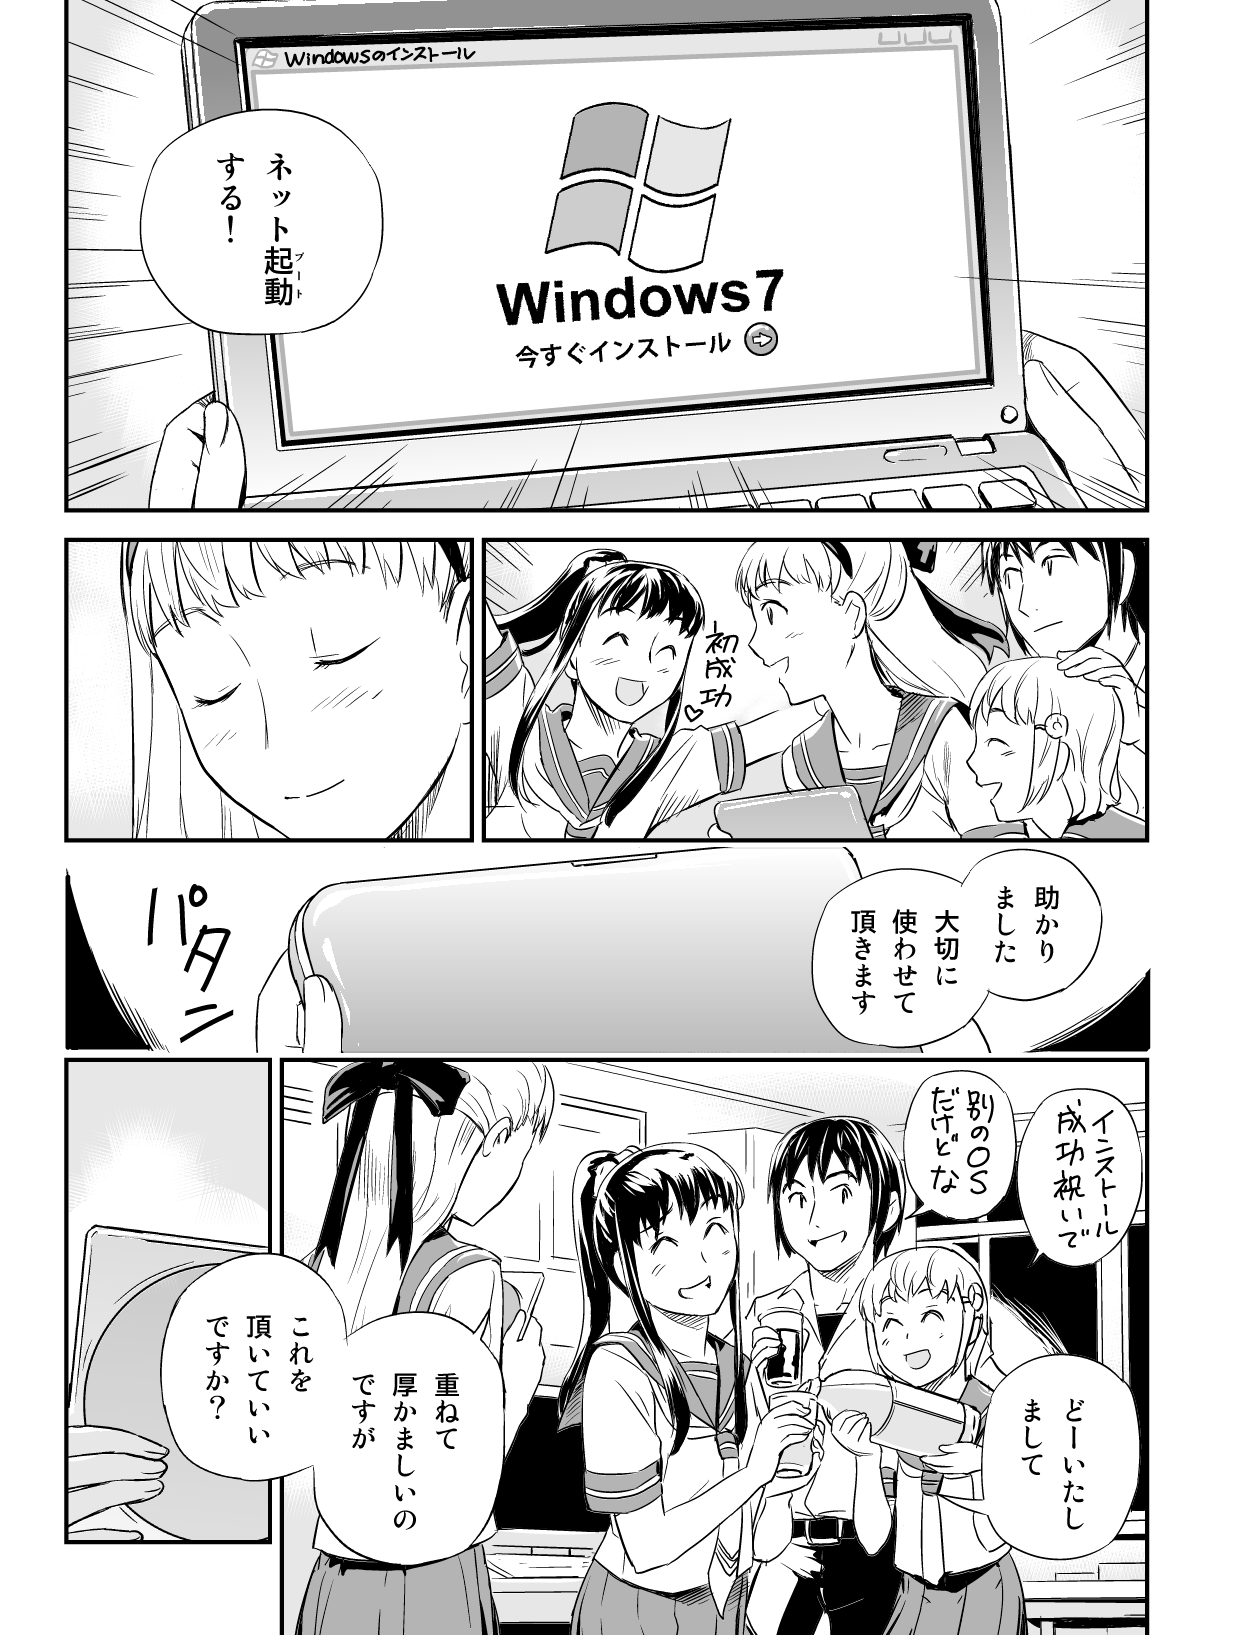 Windowsのインストール
Windows7
今すぐインストール
ネット起動
ブート
する！
初成功♡
助かり
ました
大切に
使わせて
頂きます
パタン
インストール
成功祝いで
別のOS
だけどな
どーいたし
まして
重ねて
厚かましいの
ですが
これを
頂いていい
ですか？